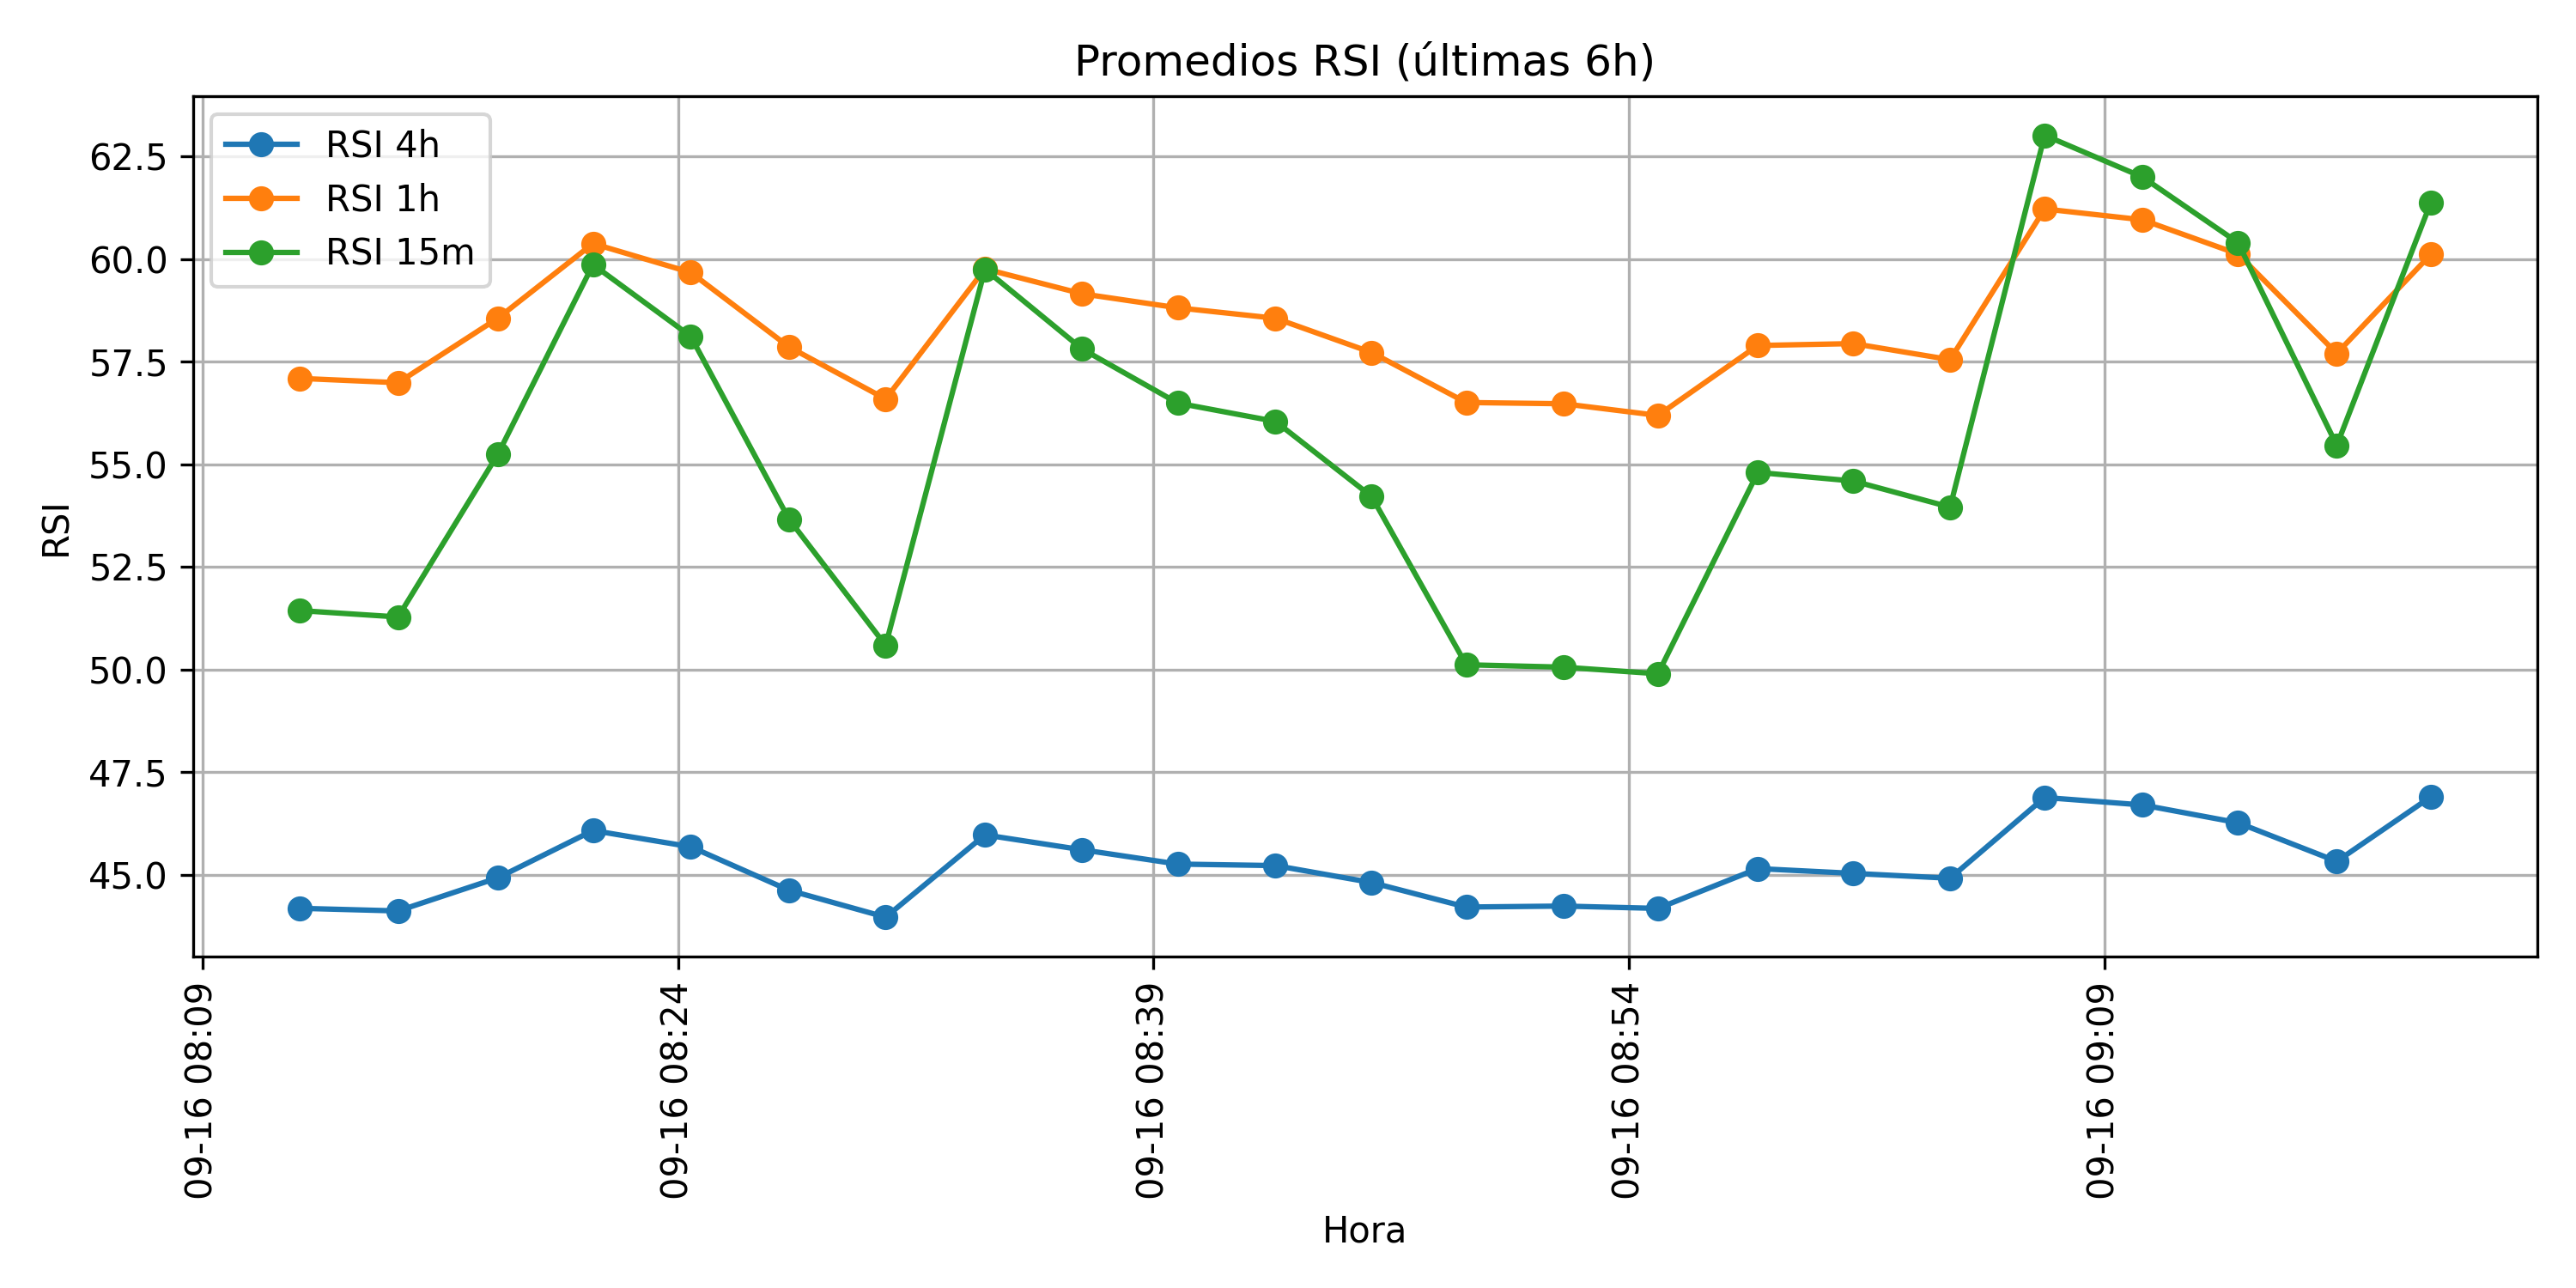 Promedios RSI (últimas 6h)
RSI 4h
RSI 1h
RSI 15m
RSI
62.5
60.0
57.5
55.0
52.5
50.0
47.5
45.0
09-16 08:09
09-16 08:24
09-16 08:39
09-16 08:54
09-16 09:09
Hora